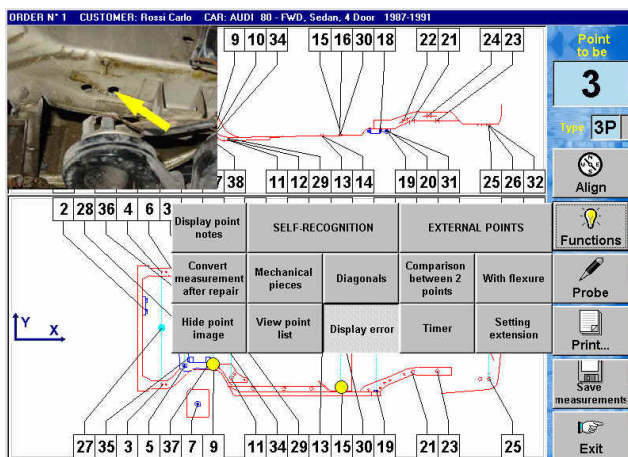 ORDER N° 1 CUSTOMER: Rossi Carlo CAR: AUDI 80 - FWD, Sedan, 4 Door 1987-1991
Point
to be
3
Type 3P
9 10 34 15 16 30 18 22 21 24 23
38 11 12 29 13 14 19 20 31 25 26 32
2 28 36 4 6
Display point
notes
SELF-RECOGNITION
EXTERNAL POINTS
Convert
measurement
after repair
Mechanical
pieces
Diagonals
Comparison
between 2
points
With flexure
Hide point
image
View point
list
Display error
Timer
Setting
extension
Y
X
27 35 3 5 37 7 9 11 34 29 13 15 30 19 21 23 25
Align
Functions
Probe
Print...
Save
measurements
Exit